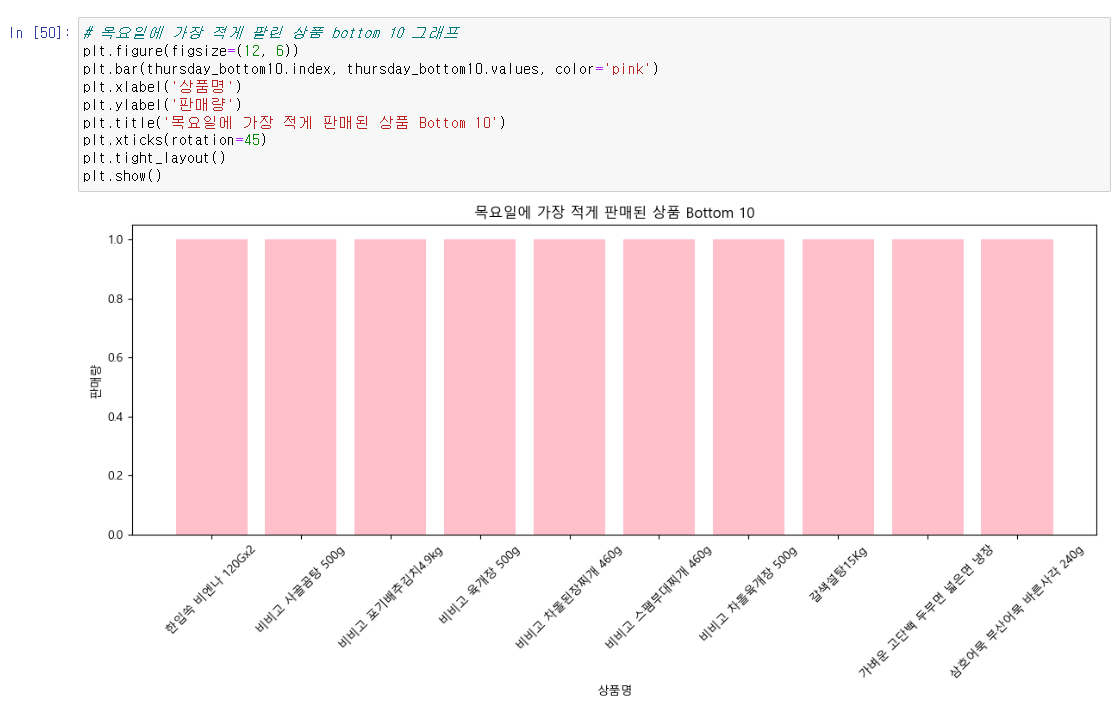 In [50]:
# 목요일에 가장 적게 팔린 상품 bottom 10 그래프
plt.figure(figsize=(12, 6))
plt.bar(thursday_bottom10.index, thursday_bottom10.values, color='pink')
plt.xlabel('상품명')
plt.ylabel('판매량')
plt.title('목요일에 가장 적게 판매된 상품 Bottom 10')
plt.xticks(rotation=45)
plt.tight_layout()
plt.show()
목요일에 가장 적게 판매된 상품 Bottom 10
판매량
1.0
0.8
0.6
0.4
0.2
0.0
한입쏙 비엔나 120Gx2
비비고 사골곰탕 500g
비비고 포기배추김치4.9kg
비비고 육개장 500g
비비고 차돌된장찌개 460g
비비고 스팸부대찌개 460g
비비고 차돌육개장 500g
갈색설탕15Kg
가벼운 고단백 두부면 넓은면 냉장
삼호어묵 부산어묵 바른사각 240g
상품명